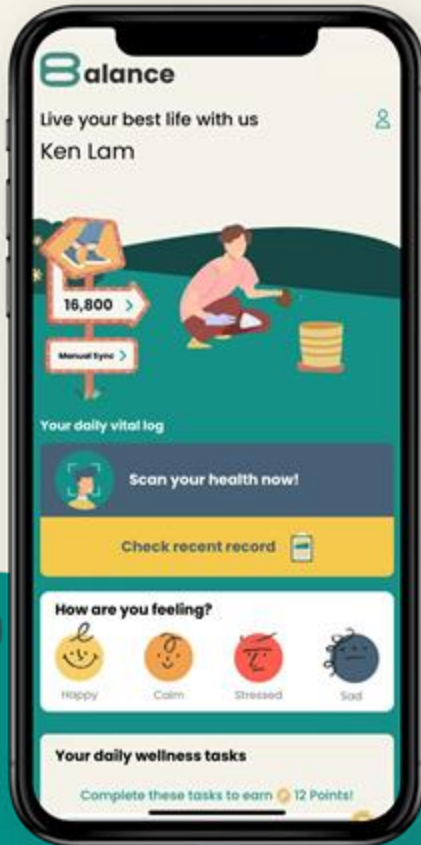 Balance
Live your best life with us
Ken Lam
16,800
Manual Sync
Your daily vital log
Scan your health now!
Check recent record
How are you feeling?
Happy Calm Stressed Sad
Your daily wellness tasks
Complete these tasks to earn 12 Points!